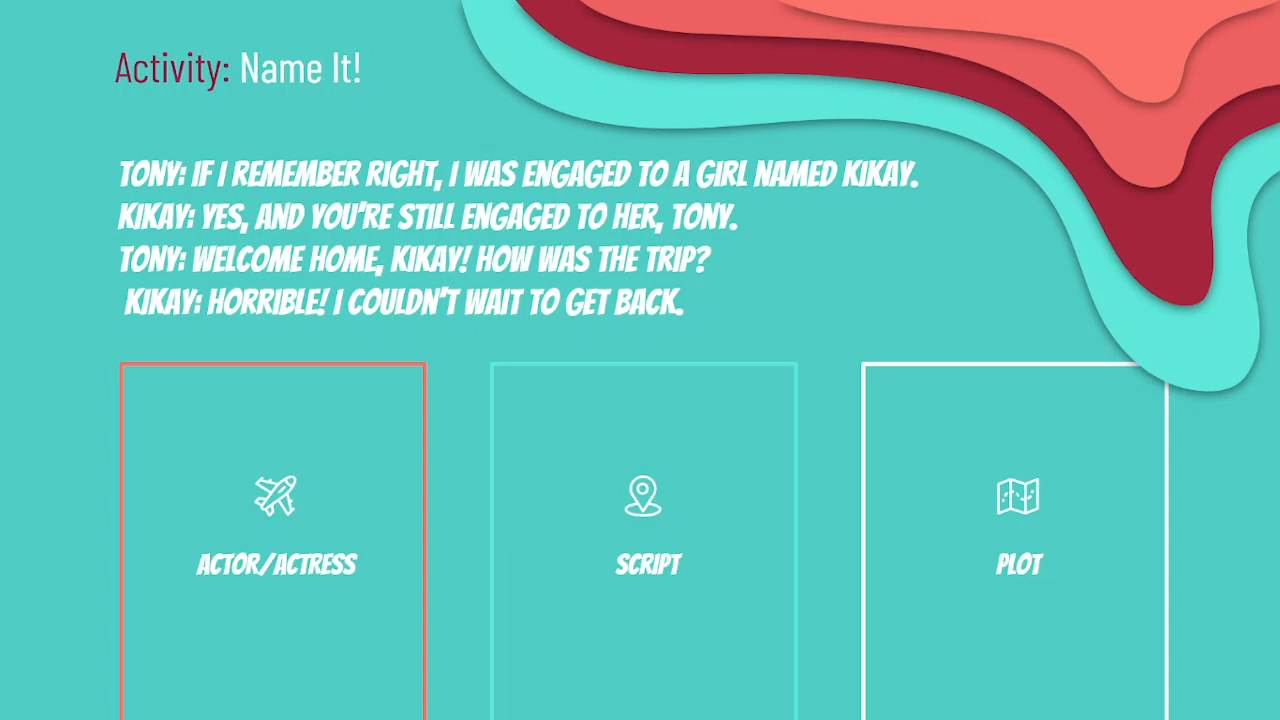 Activity: Name It!
TONY: IF I REMEMBER RIGHT, I WAS ENGAGED TO A GIRL NAMED KIKAY.
KIKAY: YES, AND YOU'RE STILL ENGAGED TO HER, TONY.
TONY: WELCOME HOME, KIKAY! HOW WAS THE TRIP?
KIKAY: HORRIBLE! I COULDN'T WAIT TO GET BACK.
ACTOR/ACTRESS
SCRIPT
PLOT